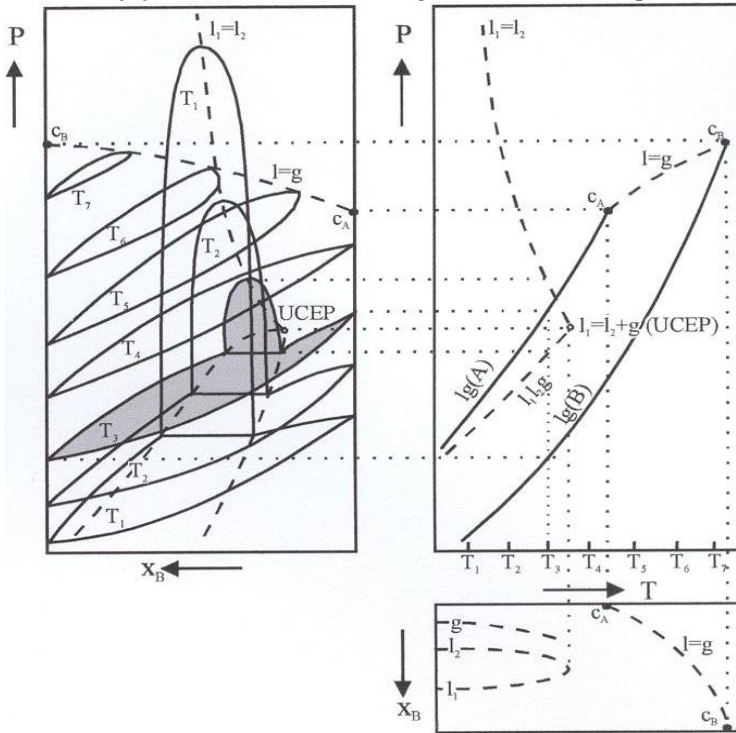 P
l₁=l₂
T₁
c_B
l=g
T₇
c_A
T₂
T₆
T₅
UCEP
T₄
T₃
T₂
T₁
x_B
P
l₁=l₂
c_B
l=g
c_A
l₁=l₂+g (UCEP)
lg(A)
l₁l₂g
lg(B)
T₁ T₂ T₃ T₄ T₅ T₆ T₇
T
c_A
g
l₂
l₁
l=g
x_B
c_B